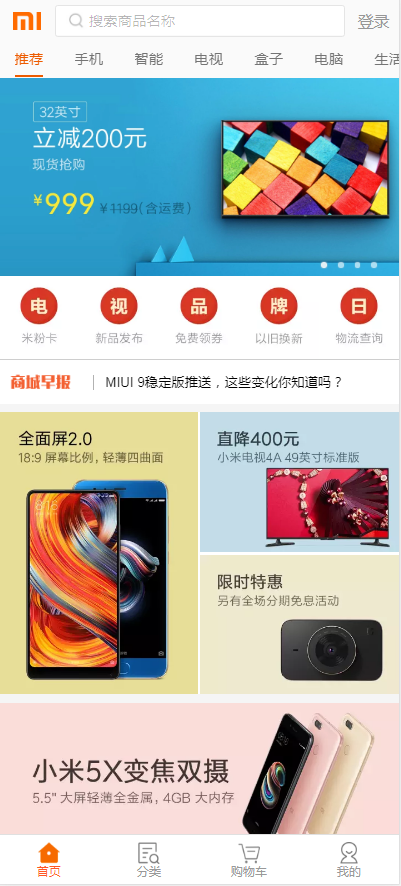 mi
搜索商品名称
登录
推荐 手机 智能 电视 盒子 电脑 生活
32英寸
立减200元
现货抢购
¥999 ¥1199(含运费)
电 视 品 牌 日
米粉卡 新品发布 免费领券 以旧换新 物流查询
商城早报 MIUI 9稳定版推送，这些变化你知道吗？
全面屏2.0
18:9 屏幕比例, 轻薄四曲面
直降400元
小米电视4A 49英寸标准版
限时特惠
另有全场分期免息活动
小米5X变焦双摄
5.5" 大屏轻薄全金属, 4GB 大内存
首页 分类 购物车 我的